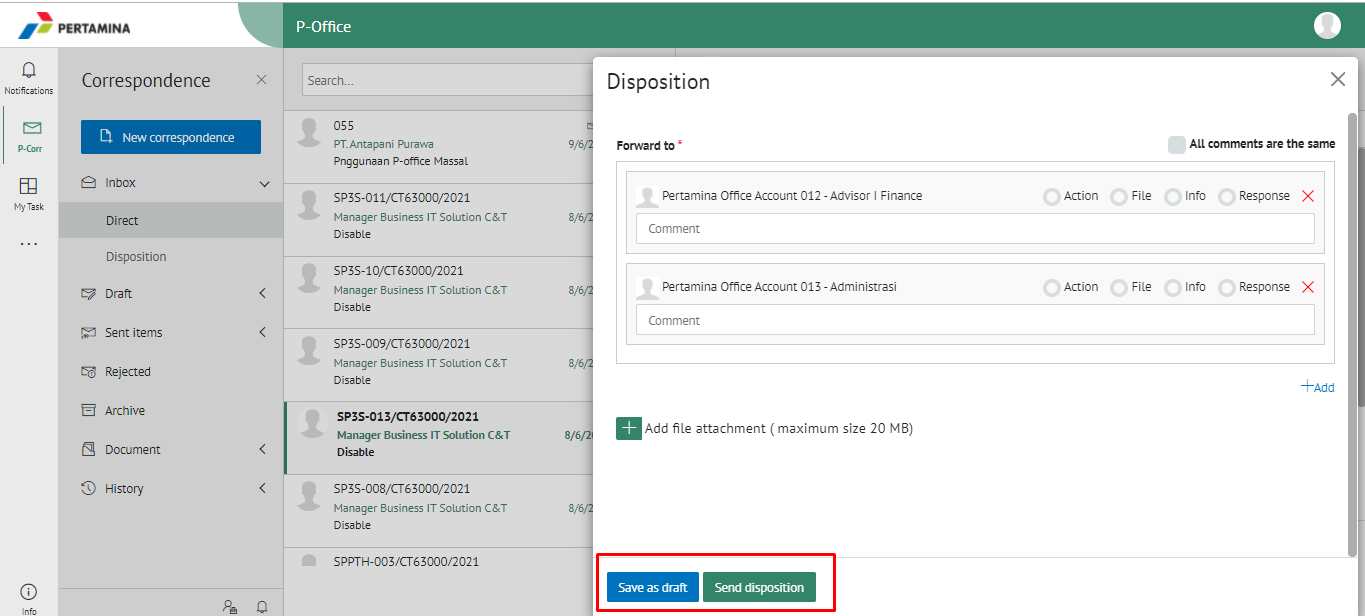 PERTAMINA
P-Office
Notifications
P-Corr
My Task
Info
Correspondence
New correspondence
Inbox
Direct
Disposition
Draft
Sent items
Rejected
Archive
Document
History
Search...
055
PT. Antapani Purawa 9/6/2
Pnggunaan P-office Massal
SP3S-011/CT63000/2021
Manager Business IT Solution C&T 8/6/2
Disable
SP3S-10/CT63000/2021
Manager Business IT Solution C&T 8/6/2
Disable
SP3S-009/CT63000/2021
Manager Business IT Solution C&T 8/6/2
Disable
SP3S-013/CT63000/2021
Manager Business IT Solution C&T 8/6/20
Disable
SP3S-008/CT63000/2021
Manager Business IT Solution C&T 8/6/2
Disable
SPPTH-003/CT63000/2021
Disposition
Forward to * All comments are the same
Pertamina Office Account 012 - Advisor I Finance Action File Info Response
Comment
Pertamina Office Account 013 - Administrasi Action File Info Response
Comment
+Add
Add file attachment ( maximum size 20 MB)
Save as draft Send disposition